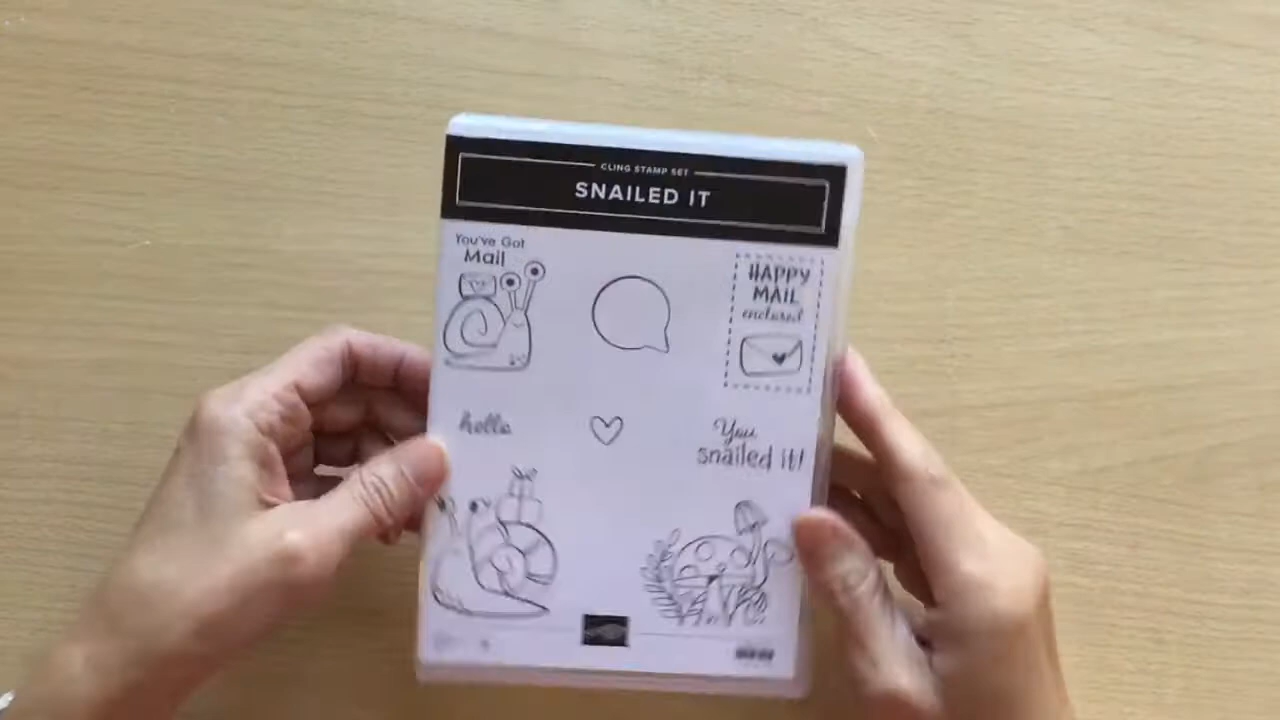 CLING STAMP SET
SNAILED IT
You've Got
Mail
HAPPY
MAIL
enclosed
hello
You
snailed it!